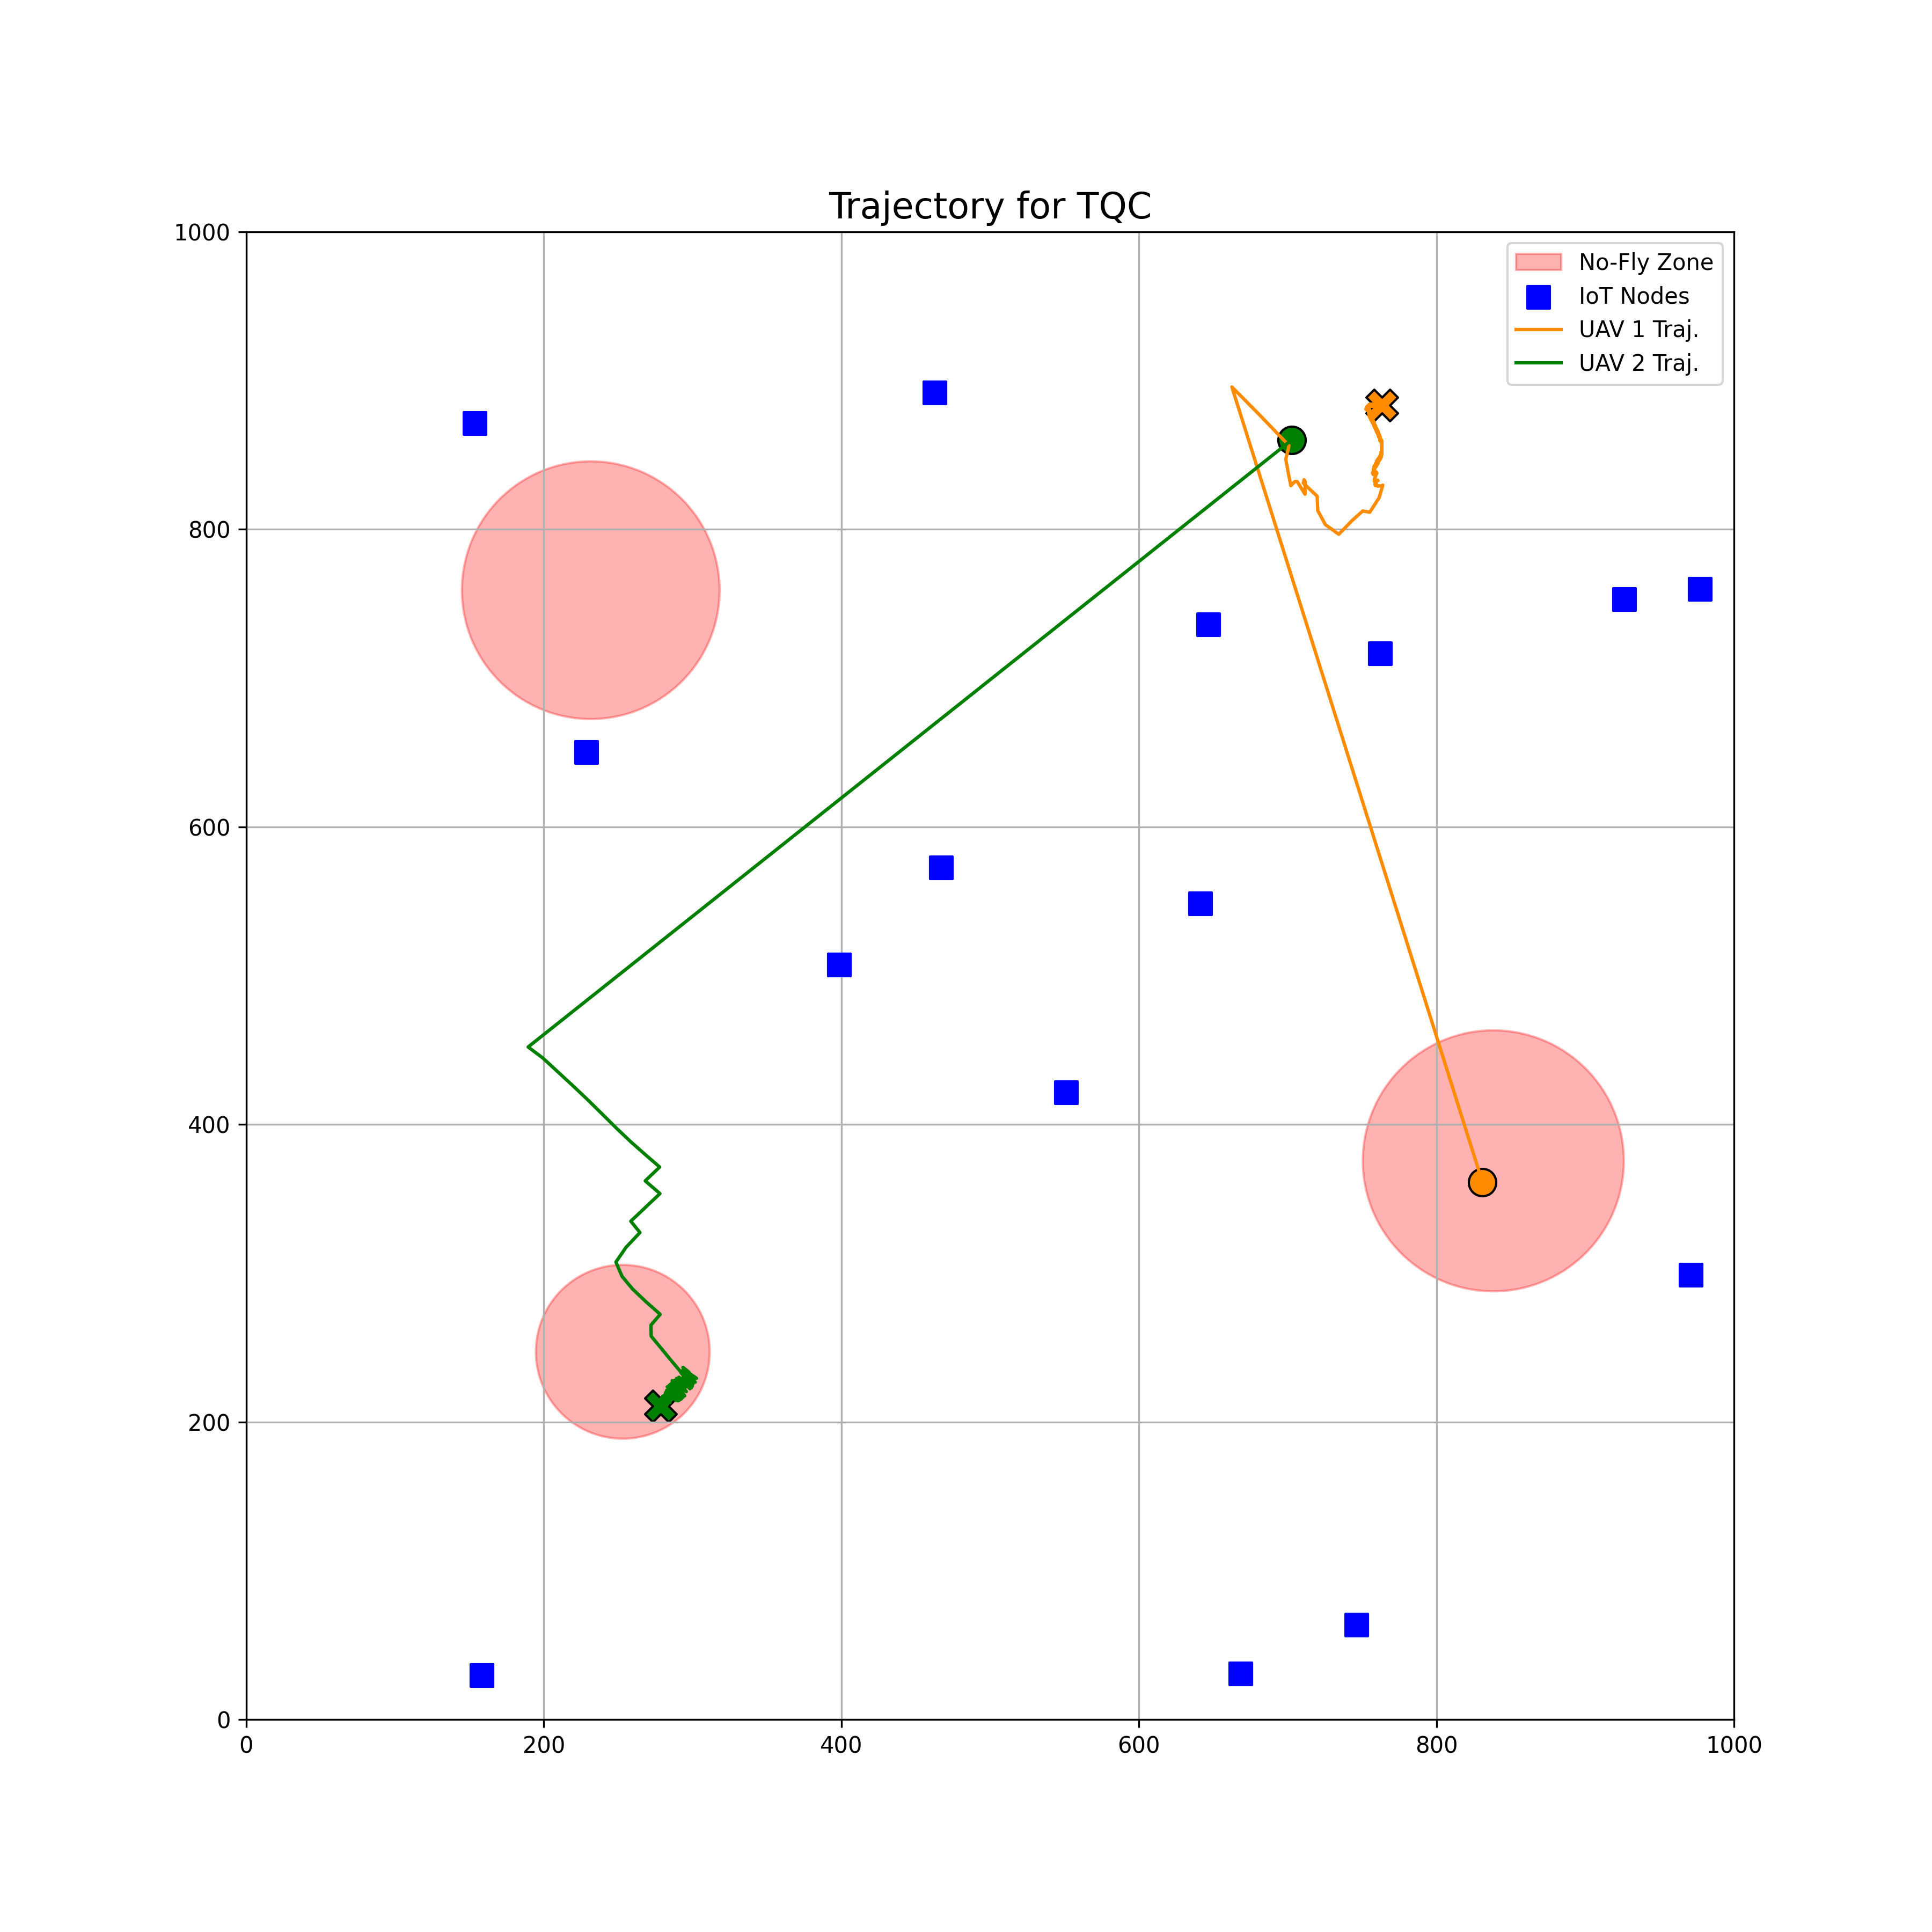 Trajectory for TQC
1000
800
600
400
200
0
0 200 400 600 800 1000
No-Fly Zone
IoT Nodes
UAV 1 Traj.
UAV 2 Traj.